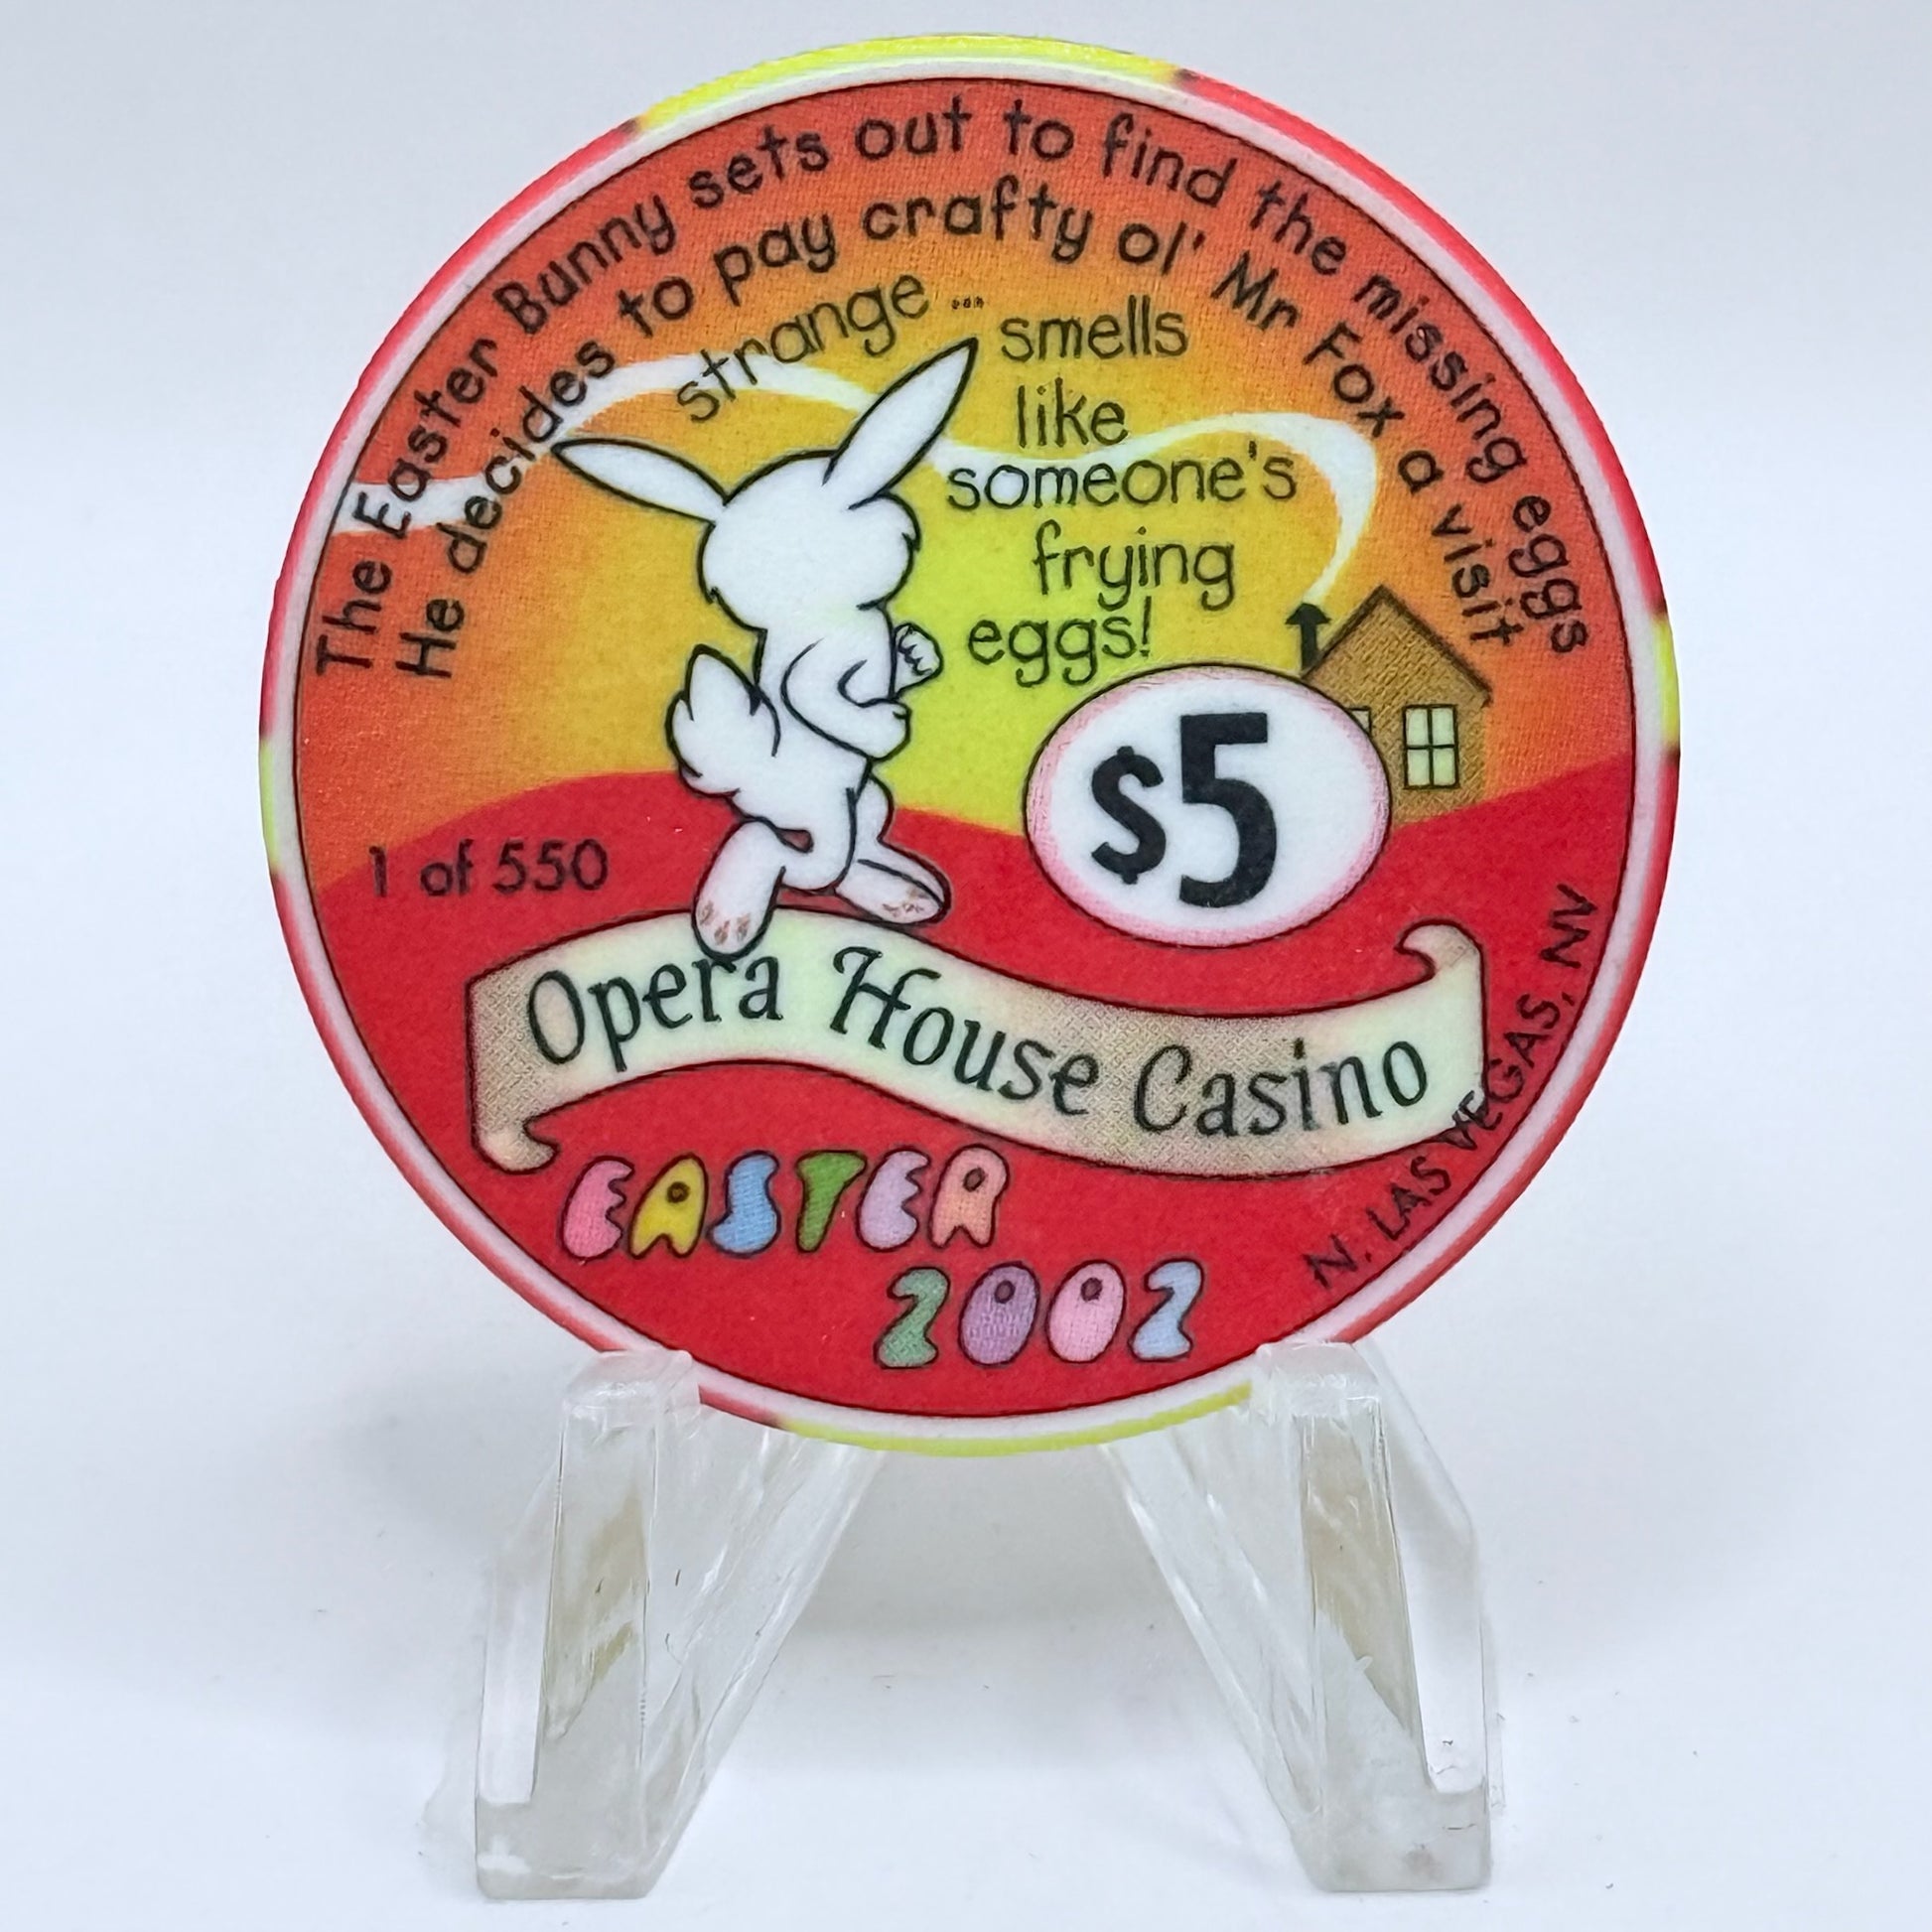 The Easter Bunny sets out to find the missing eggs
He decides to pay crafty ol' Mr Fox a visit
strange ... smells
like
someone's
frying
eggs!
$5
1 of 550
Opera House Casino
N. LAS VEGAS, NV
EASTER
2002